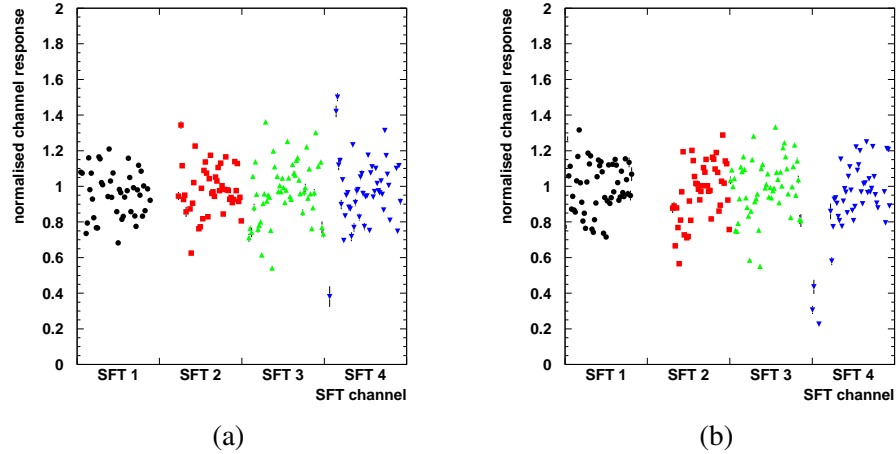 normalised channel response
2
1.8
1.6
1.4
1.2
1
0.8
0.6
0.4
0.2
0
SFT 1 SFT 2 SFT 3 SFT 4
SFT channel
(a)
normalised channel response
2
1.8
1.6
1.4
1.2
1
0.8
0.6
0.4
0.2
0
SFT 1 SFT 2 SFT 3 SFT 4
SFT channel
(b)